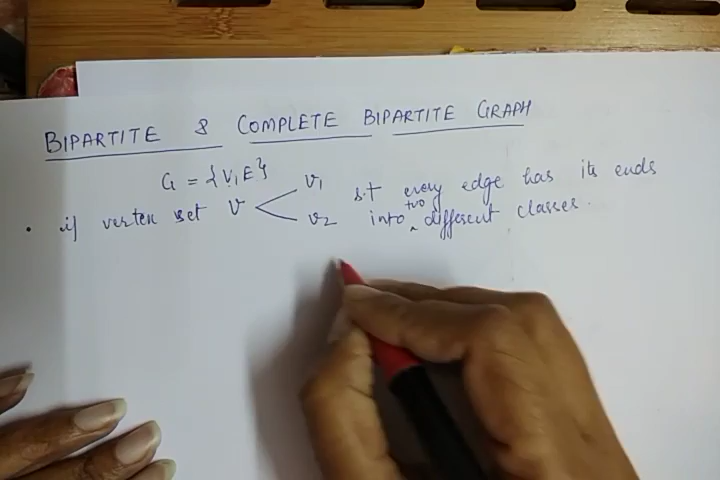 BIPARTITE & COMPLETE BIPARTITE GRAPH
G = {V, E}
• if vertex set V < V1 V2 s.t every edge has its ends
into two different classes.